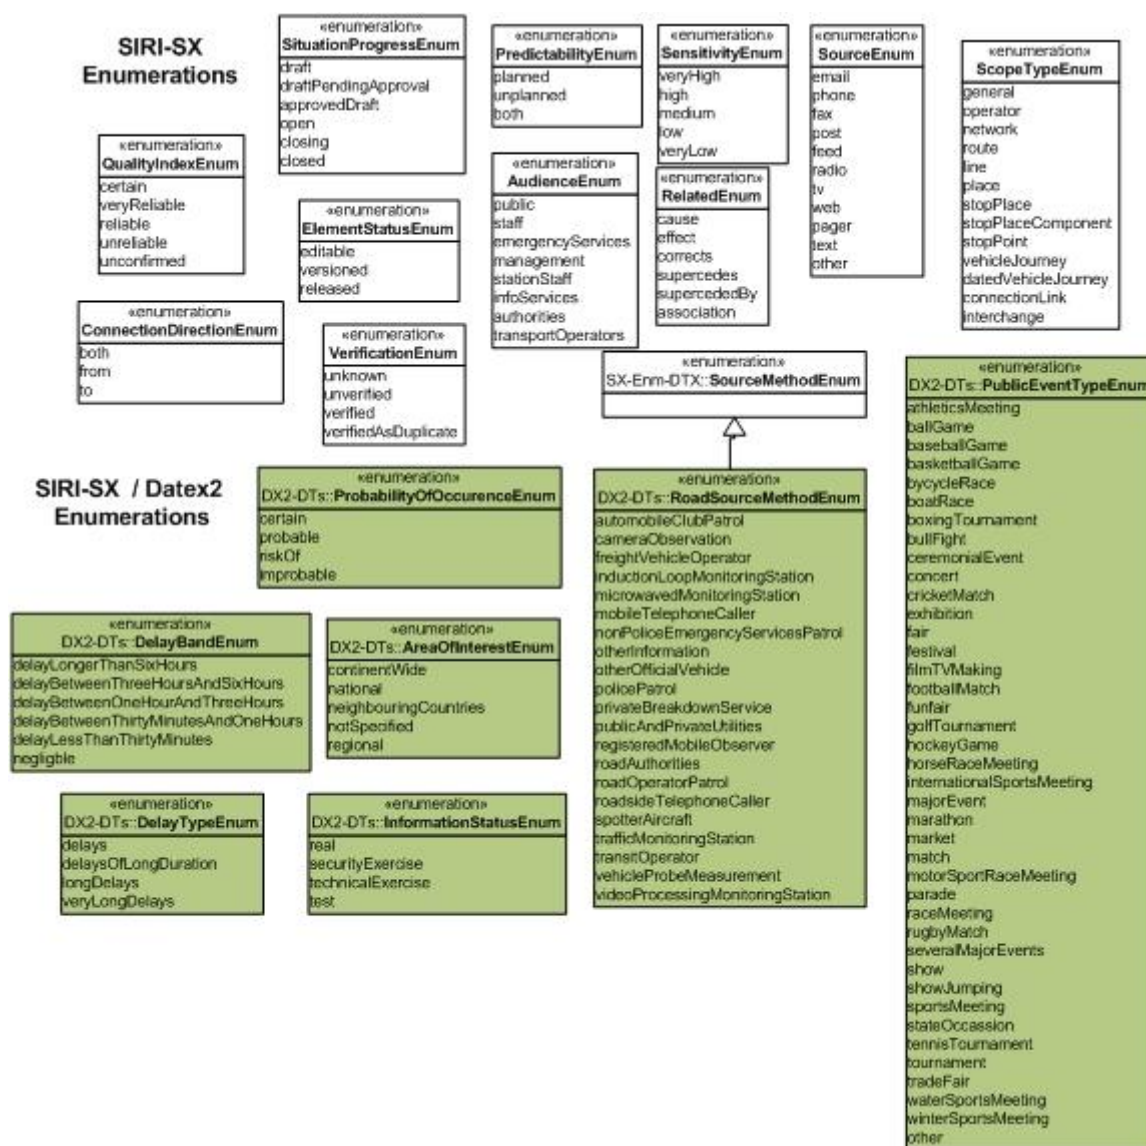 SIRI-SX
Enumerations
«enumeration»
SituationProgressEnum
draft
draftPendingApproval
approvedDraft
open
closing
closed
«enumeration»
PredictabilityEnum
planned
unplanned
both
«enumeration»
SensitivityEnum
veryHigh
high
medium
low
veryLow
«enumeration»
SourceEnum
email
phone
fax
post
feed
radio
tv
web
pager
text
other
«enumeration»
ScopeTypeEnum
general
operator
network
route
line
place
stopPlace
stopPlaceComponent
stopPoint
vehicleJourney
datedVehicleJourney
connectionLink
interchange
«enumeration»
QualityIndexEnum
certain
veryReliable
reliable
unreliable
unconfirmed
«enumeration»
ElementStatusEnum
editable
versioned
released
«enumeration»
AudienceEnum
public
staff
emergencyServices
management
stationStaff
infoServices
authorities
transportOperators
«enumeration»
RelatedEnum
cause
effect
corrects
supercedes
supercededBy
association
«enumeration»
ConnectionDirectionEnum
both
from
to
«enumeration»
VerificationEnum
unknown
unverified
verified
verifiedAsDuplicate
«enumeration»
SX-Enm-DTX::SourceMethodEnum
SIRI-SX / Datex2
Enumerations
«enumeration»
DX2-DTs::ProbabilityOfOccurenceEnum
certain
probable
riskOf
improbable
«enumeration»
DX2-DTs::RoadSourceMethodEnum
automobileClubPatrol
cameraObservation
freightVehicleOperator
inductionLoopMonitoringStation
microwavedMonitoringStation
mobileTelephoneCaller
nonPoliceEmergencyServicesPatrol
otherInformation
otherOfficialVehicle
policePatrol
privateBreakdownService
publicAndPrivateUtilities
registeredMobileObserver
roadAuthorities
roadOperatorPatrol
roadsideTelephoneCaller
spotterAircraft
trafficMonitoringStation
transitOperator
vehicleProbeMeasurement
videoProcessingMonitoringStation
«enumeration»
DX2-DTs::PublicEventTypeEnum
athleticsMeeting
ballGame
baseballGame
basketballGame
bycycleRace
boatRace
boxingTournament
bullFight
ceremonialEvent
concert
cricketMatch
exhibition
fair
festival
filmTVMaking
footballMatch
funfair
golfTournament
hockeyGame
horseRaceMeeting
internationalSportsMeeting
majorEvent
marathon
market
match
motorSportRaceMeeting
parade
raceMeeting
rugbyMatch
severalMajorEvents
show
showJumping
sportsMeeting
stateOccassion
tennisTournament
tournament
tradeFair
waterSportsMeeting
winterSportsMeeting
other
«enumeration»
DX2-DTs::DelayBandEnum
delayLongerThanSixHours
delayBetweenThreeHoursAndSixHours
delayBetweenOneHourAndThreeHours
delayBetweenThirtyMinutesAndOneHours
delayLessThanThirtyMinutes
negligble
«enumeration»
DX2-DTs::AreaOfInterestEnum
continentWide
national
neighbouringCountries
notSpecified
regional
«enumeration»
DX2-DTs::DelayTypeEnum
delays
delaysOfLongDuration
longDelays
veryLongDelays
«enumeration»
DX2-DTs::InformationStatusEnum
real
securityExercise
technicalExercise
test